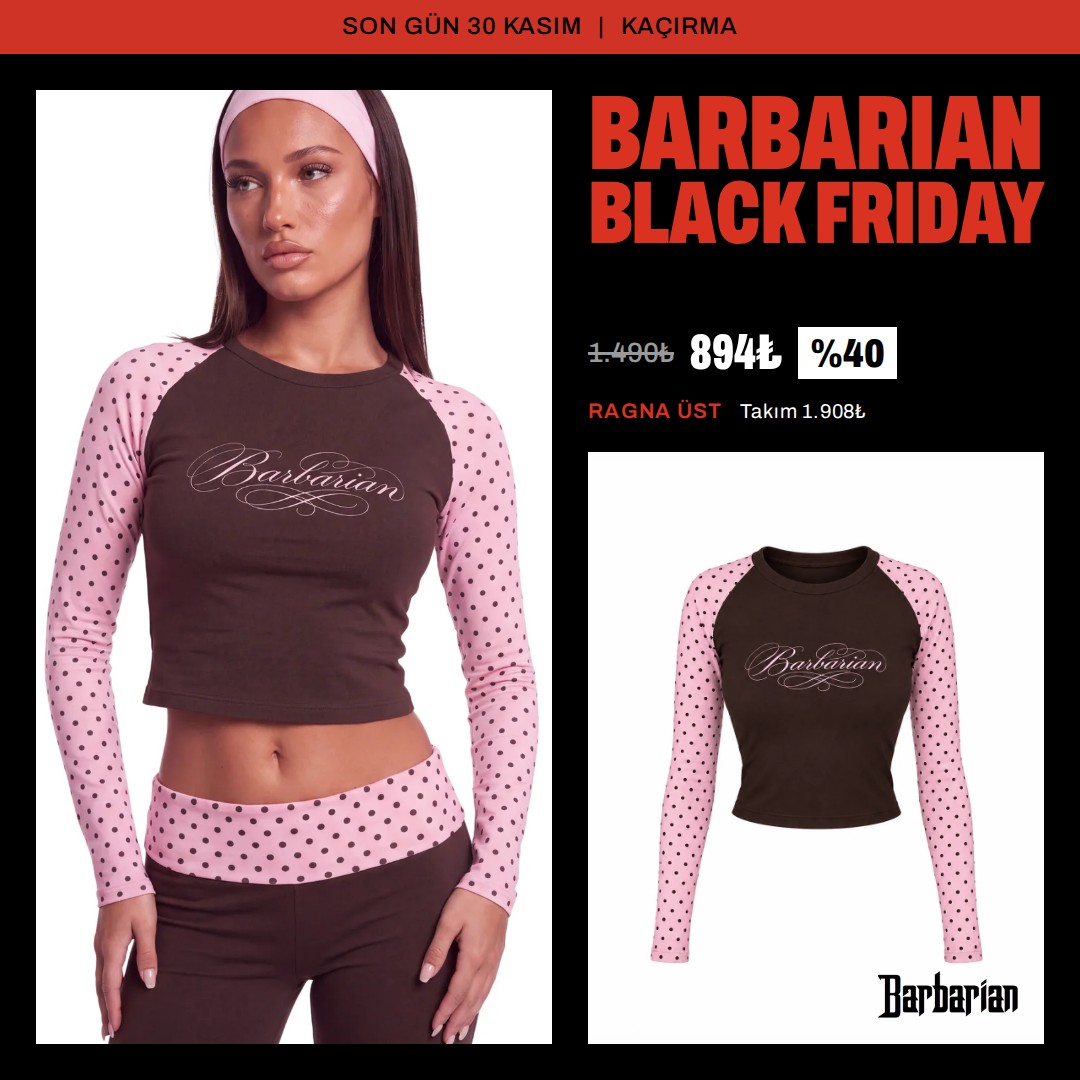 SON GÜN 30 KASIM | KAÇIRMA
BARBARIAN
BLACK FRIDAY
1.490₺ 894₺ %40
RAGNA ÜST Takım 1.908₺
Barbarian
Barbarian
Barbarian